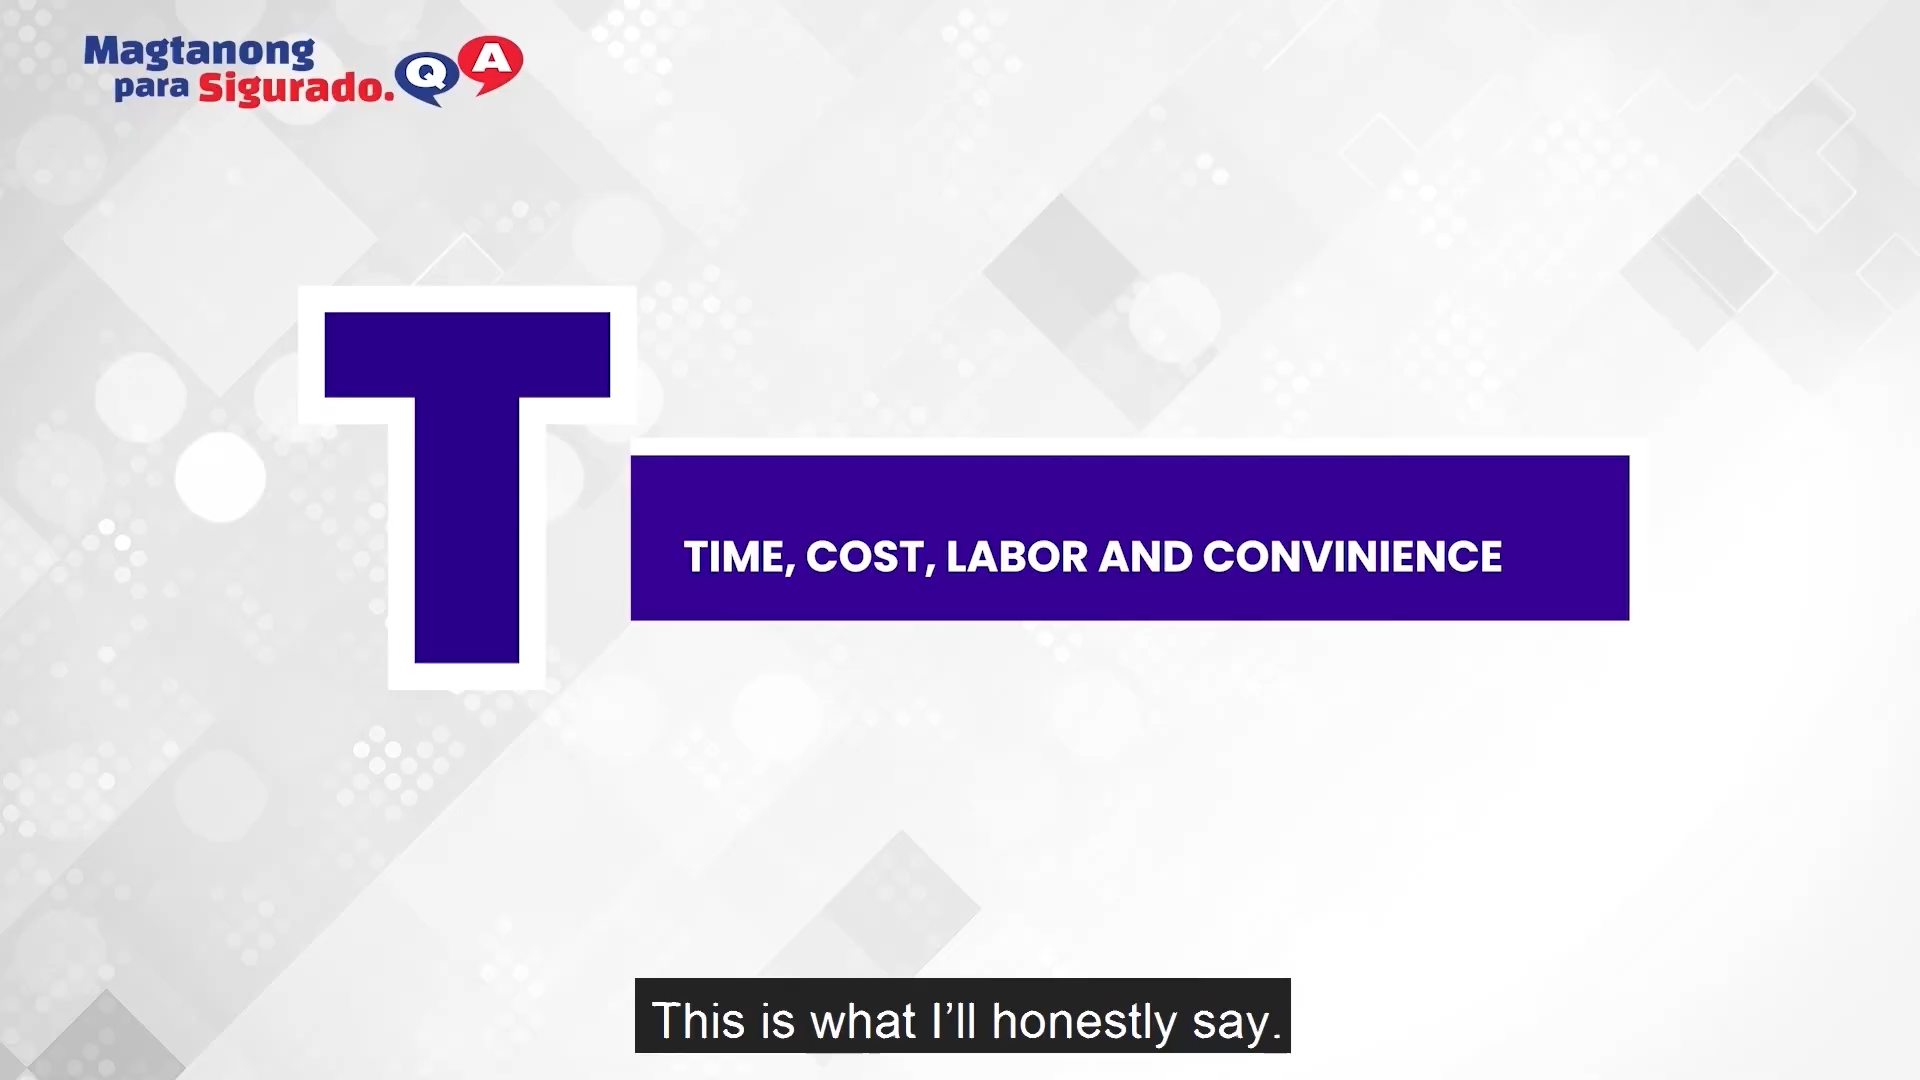 Magtanong
para Sigurado.
Q A
T
TIME, COST, LABOR AND CONVINIENCE
This is what I’ll honestly say.